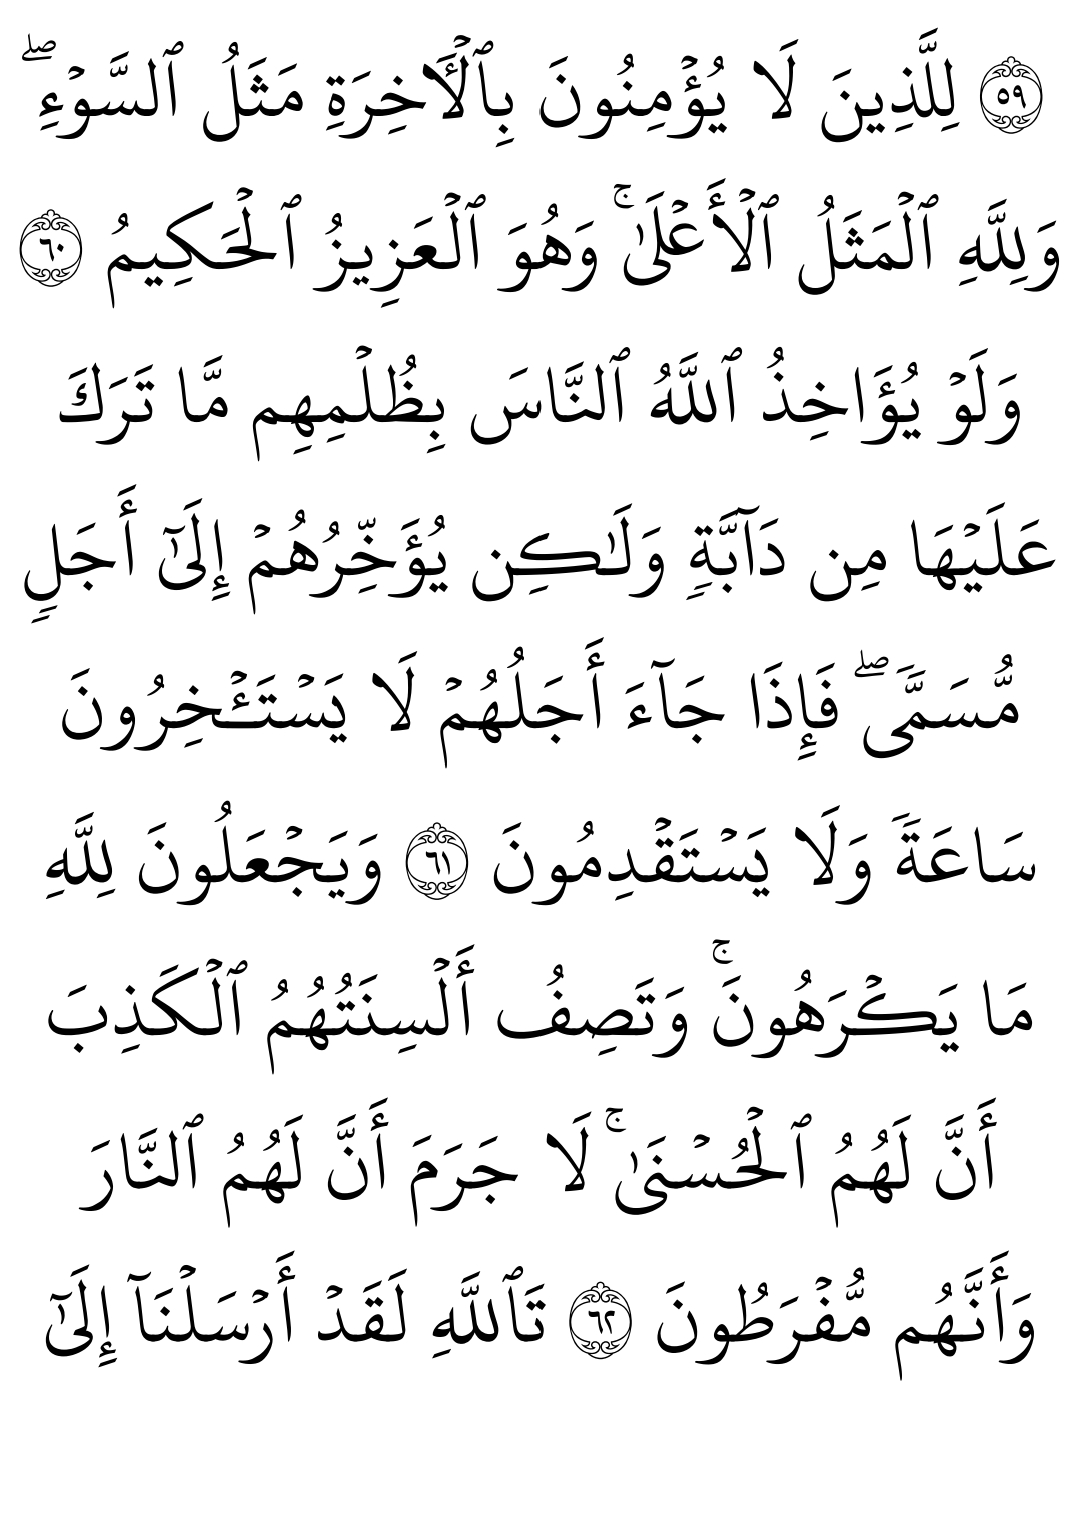 ٥٩ لِلَّذِينَ لَا يُؤۡمِنُونَ بِٱلۡأٓخِرَةِ مَثَلُ ٱلسَّوۡءِۖ
وَلِلَّهِ ٱلۡمَثَلُ ٱلۡأَعۡلَىٰۚ وَهُوَ ٱلۡعَزِيزُ ٱلۡحَكِيمُ ٦٠
وَلَوۡ يُؤَاخِذُ ٱللَّهُ ٱلنَّاسَ بِظُلۡمِهِم مَّا تَرَكَ
عَلَيۡهَا مِن دَآبَّةٖ وَلَٰكِن يُؤَخِّرُهُمۡ إِلَىٰٓ أَجَلٖ
مُّسَمّٗىۖ فَإِذَا جَآءَ أَجَلُهُمۡ لَا يَسۡتَـٔۡخِرُونَ
سَاعَةٗ وَلَا يَسۡتَقۡدِمُونَ ٦١ وَيَجۡعَلُونَ لِلَّهِ
مَا يَكۡرَهُونَۚ وَتَصِفُ أَلۡسِنَتُهُمُ ٱلۡكَذِبَ
أَنَّ لَهُمُ ٱلۡحُسۡنَىٰۚ لَا جَرَمَ أَنَّ لَهُمُ ٱلنَّارَ
وَأَنَّهُم مُّفۡرَطُونَ ٦٢ تَٱللَّهِ لَقَدۡ أَرۡسَلۡنَآ إِلَىٰٓ